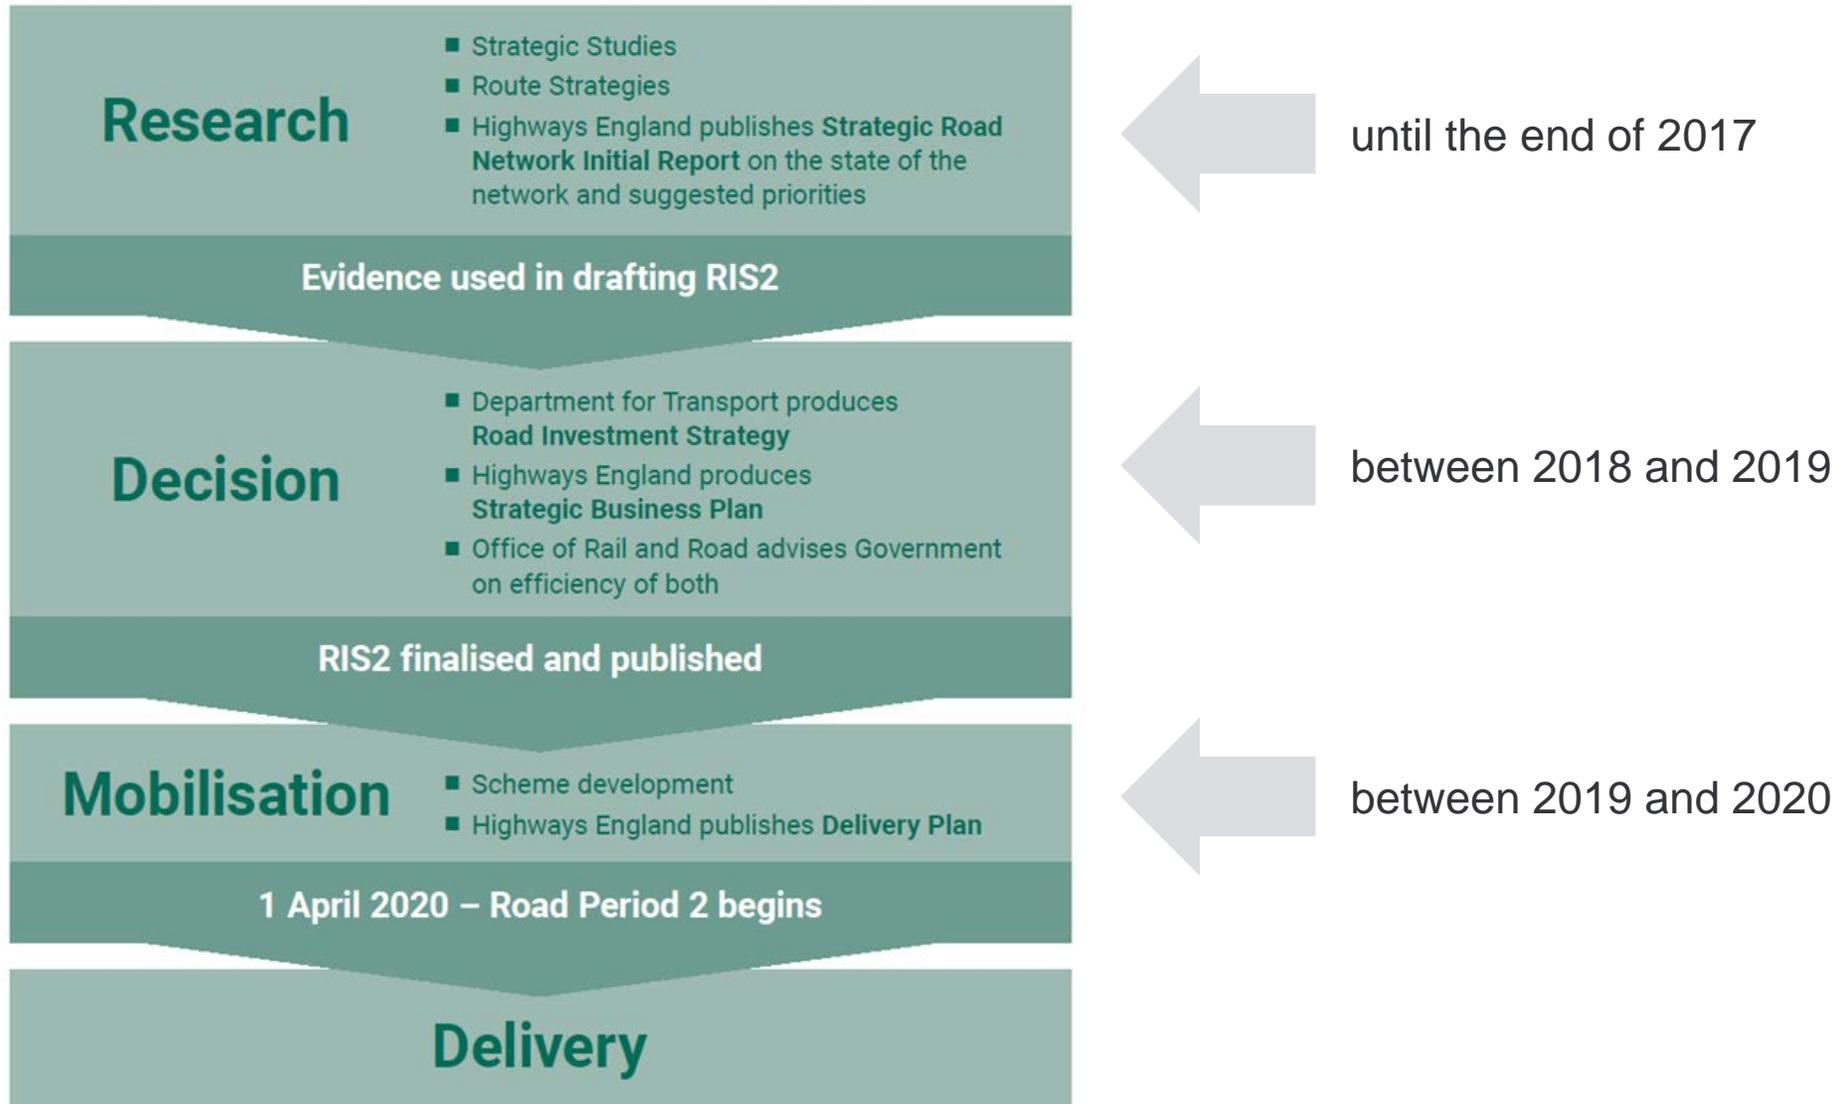 Research
■ Strategic Studies
■ Route Strategies
■ Highways England publishes Strategic Road
Network Initial Report on the state of the
network and suggested priorities
until the end of 2017
Evidence used in drafting RIS2
Decision
■ Department for Transport produces
Road Investment Strategy
■ Highways England produces
Strategic Business Plan
■ Office of Rail and Road advises Government
on efficiency of both
between 2018 and 2019
RIS2 finalised and published
Mobilisation
■ Scheme development
■ Highways England publishes Delivery Plan
between 2019 and 2020
1 April 2020 – Road Period 2 begins
Delivery